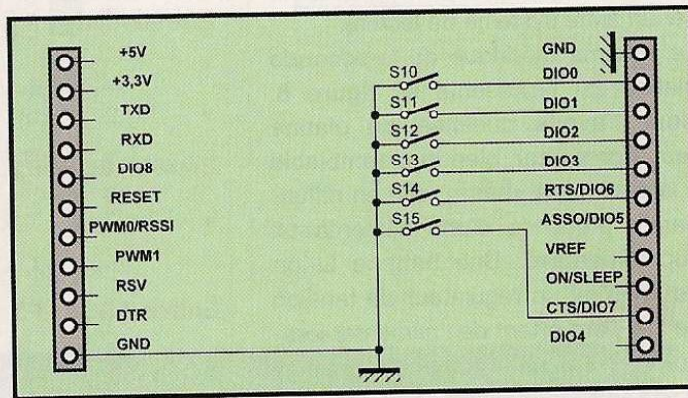 +5V
+3,3V
TXD
RXD
DIO8
RESET
PWM0/RSSI
PWM1
RSV
DTR
GND
S10
S11
S12
S13
S14
S15
GND
DIO0
DIO1
DIO2
DIO3
RTS/DIO6
ASSO/DIO5
VREF
ON/SLEEP
CTS/DIO7
DIO4